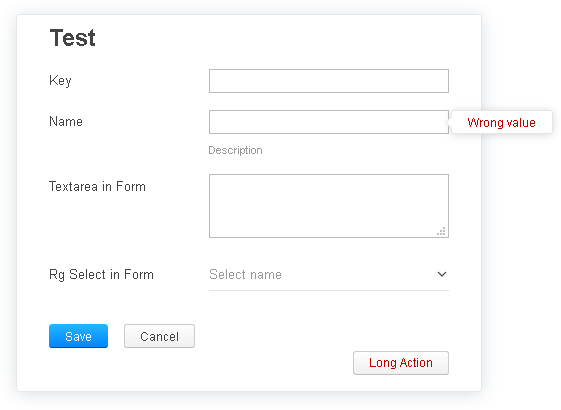 Test
Key
Name
Wrong value
Description
Textarea in Form
Rg Select in Form
Select name
Save
Cancel
Long Action